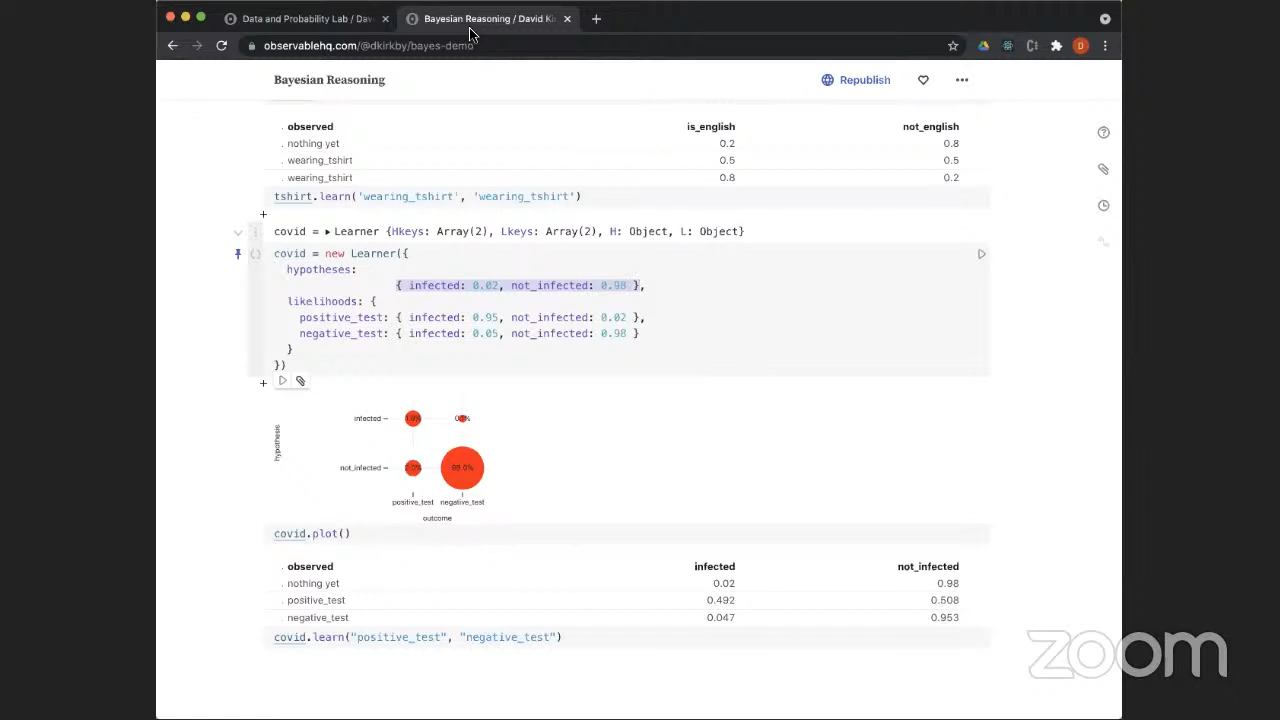 Data and Probability Lab / Dav
Bayesian Reasoning / David Ki
observablehq.com/@dkirkby/bayes-demo
D
Bayesian Reasoning
Republish
observed is_english not_english
nothing yet 0.2 0.8
wearing_tshirt 0.5 0.5
wearing_tshirt 0.8 0.2
tshirt.learn('wearing_tshirt', 'wearing_tshirt')
covid = ▸ Learner {Hkeys: Array(2), Lkeys: Array(2), H: Object, L: Object}
covid = new Learner({
hypotheses:
{ infected: 0.02, not_infected: 0.98 },
likelihoods: {
positive_test: { infected: 0.95, not_infected: 0.02 },
negative_test: { infected: 0.05, not_infected: 0.98 }
}
})
infected
hypothesis
not_infected
positive_test negative_test
outcome
covid.plot()
observed infected not_infected
nothing yet 0.02 0.98
positive_test 0.492 0.508
negative_test 0.047 0.953
covid.learn("positive_test", "negative_test")
zoom